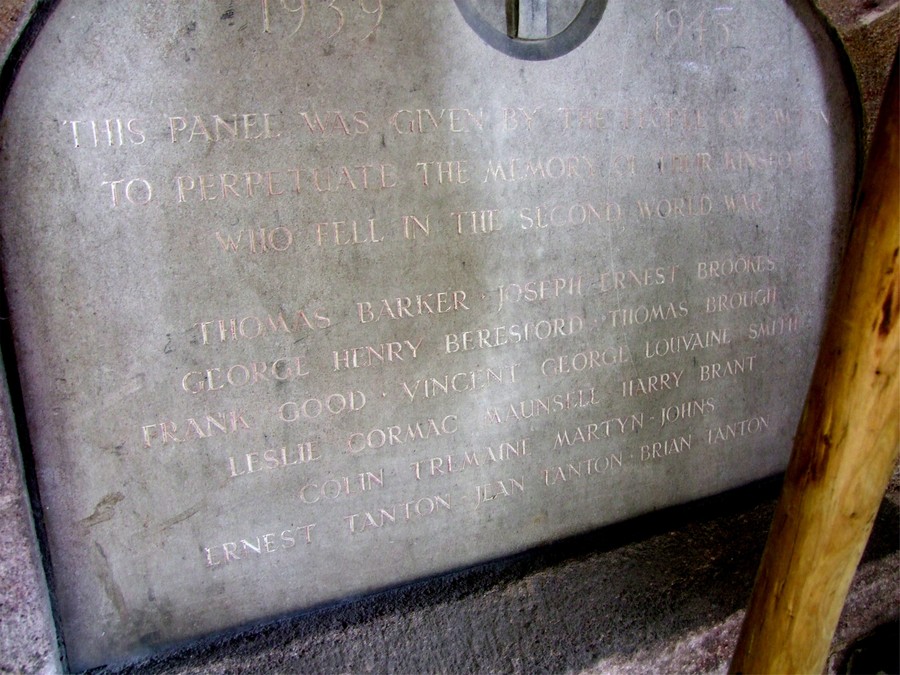 1939 1945
THIS PANEL WAS GIVEN BY THE PEOPLE OF
TO PERPETUATE THE MEMORY OF THEIR KINSFOLK
WHO FELL IN THE SECOND WORLD WAR
THOMAS BARKER · JOSEPH ERNEST BROOKES
GEORGE HENRY BERESFORD · THOMAS BROUGH
FRANK GOOD · VINCENT GEORGE LOUVAINE SMITH
LESLIE CORMAC MAUNSELL HARRY BRANT
COLIN TREMAINE MARTYN-JOHNS
ERNEST TANTON · JEAN TANTON · BRIAN TANTON